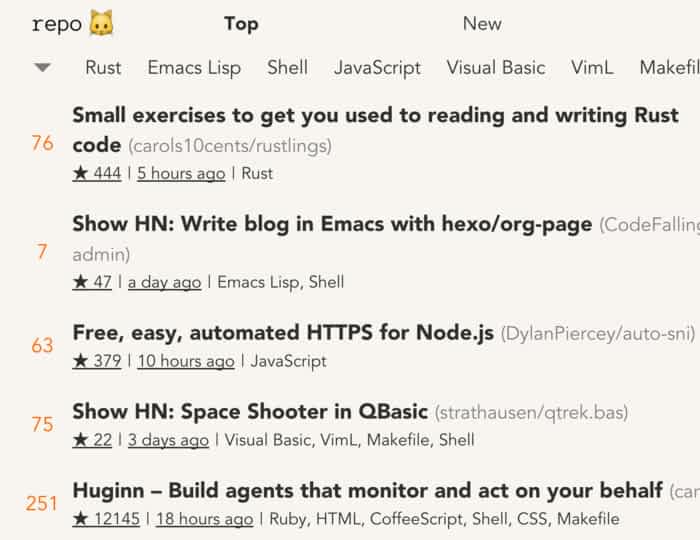 repo Top New
Rust Emacs Lisp Shell JavaScript Visual Basic VimL Makefil
Small exercises to get you used to reading and writing Rust
76 code (carols10cents/rustlings)
★ 444 | 5 hours ago | Rust
Show HN: Write blog in Emacs with hexo/org-page (CodeFalling
7 admin)
★ 47 | a day ago | Emacs Lisp, Shell
Free, easy, automated HTTPS for Node.js (DylanPiercey/auto-sni)
63
★ 379 | 10 hours ago | JavaScript
Show HN: Space Shooter in QBasic (strathausen/qtrek.bas)
75
★ 22 | 3 days ago | Visual Basic, VimL, Makefile, Shell
Huginn – Build agents that monitor and act on your behalf (can
251
★ 12145 | 18 hours ago | Ruby, HTML, CoffeeScript, Shell, CSS, Makefile